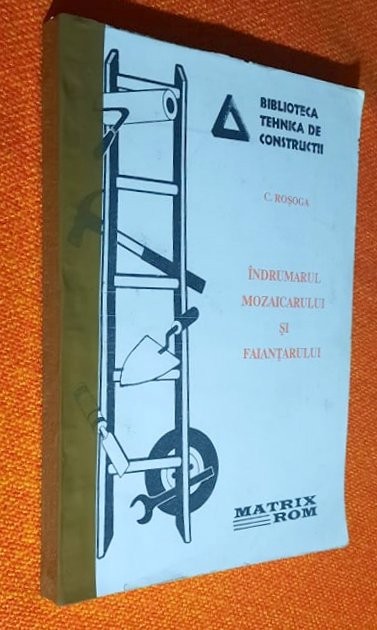 BIBLIOTECA
TEHNICA DE
CONSTRUCTII
C. ROȘOGA
ÎNDRUMARUL
MOZAICARULUI
ȘI
FAIANȚARULUI
MATRIX
ROM